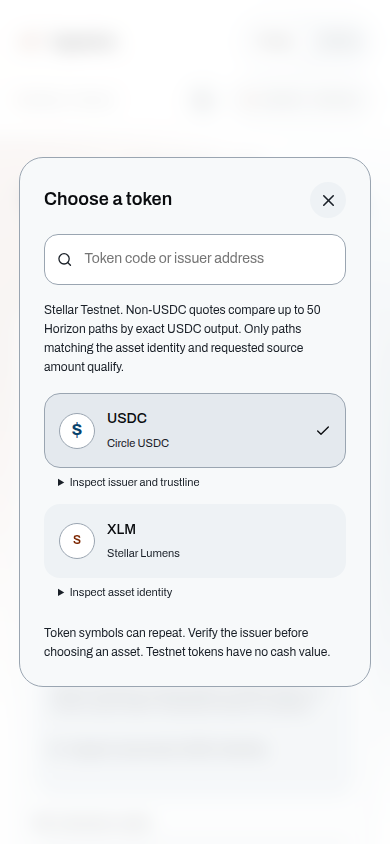 Choose a token
Token code or issuer address
Stellar Testnet. Non-USDC quotes compare up to 50
Horizon paths by exact USDC output. Only paths
matching the asset identity and requested source
amount qualify.
$
USDC
Circle USDC
Inspect issuer and trustline
S
XLM
Stellar Lumens
Inspect asset identity
Token symbols can repeat. Verify the issuer before
choosing an asset. Testnet tokens have no cash value.